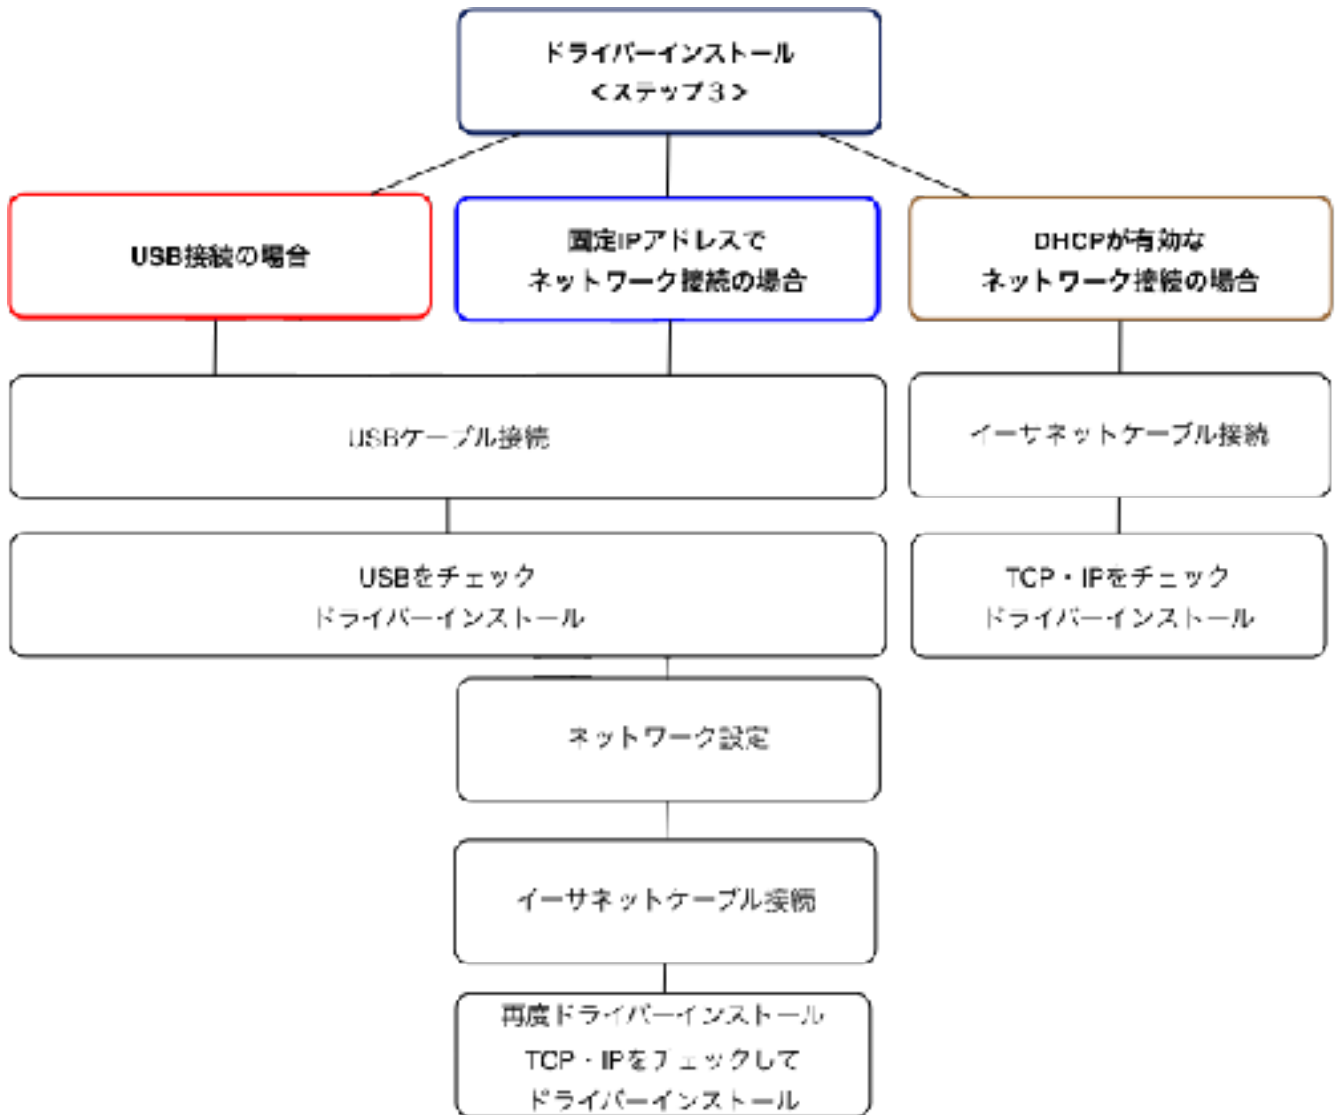 ドライバーインストール
<ステップ3>
USB接続の場合
固定IPアドレスで
ネットワーク接続の場合
DHCPが有効な
ネットワーク接続の場合
USBケーブル接続
イーサネットケーブル接続
USBをチェック
ドライバーインストール
TCP・IPをチェック
ドライバーインストール
ネットワーク設定
イーサネットケーブル接続
再度ドライバーインストール
TCP・IPをチェックして
ドライバーインストール